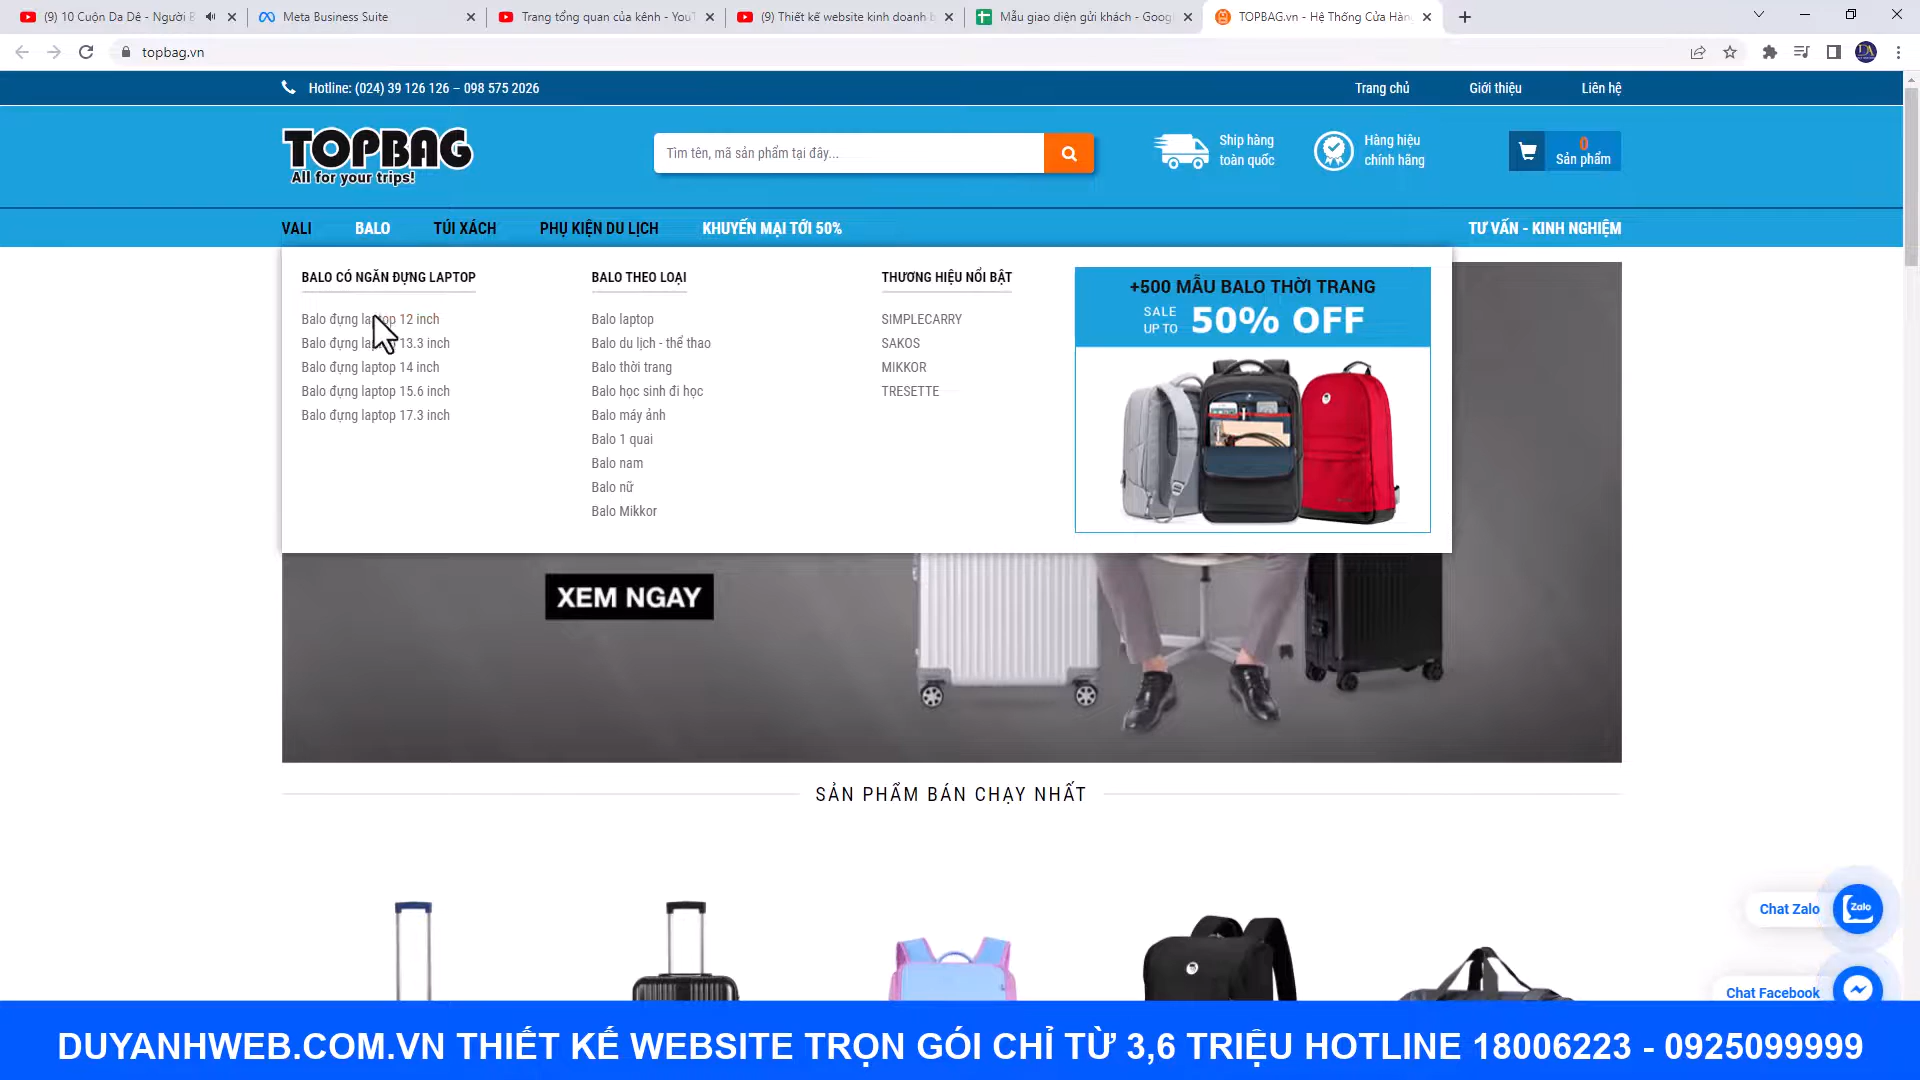 (9) 10 Cuộn Da Dê - Người B
Meta Business Suite
Trang tổng quan của kênh - You
(9) Thiết kế website kinh doanh b
Mẫu giao diện gửi khách - Goog
TOPBAG.vn - Hệ Thống Cửa Hàn
topbag.vn
Hotline: (024) 39 126 126 – 098 575 2026
Trang chủ
Giới thiệu
Liên hệ
TOPBAG
All for your trips!
Tìm tên, mã sản phẩm tại đây...
Ship hàng
toàn quốc
Hàng hiệu
chính hãng
0
Sản phẩm
VALI
BALO
TÚI XÁCH
PHỤ KIỆN DU LỊCH
KHUYẾN MẠI TỚI 50%
TƯ VẤN - KINH NGHIỆM
BALO CÓ NGĂN ĐỰNG LAPTOP
Balo đựng laptop 12 inch
Balo đựng laptop 13.3 inch
Balo đựng laptop 14 inch
Balo đựng laptop 15.6 inch
Balo đựng laptop 17.3 inch
BALO THEO LOẠI
Balo laptop
Balo du lịch - thể thao
Balo thời trang
Balo học sinh đi học
Balo máy ảnh
Balo 1 quai
Balo nam
Balo nữ
Balo Mikkor
THƯƠNG HIỆU NỔI BẬT
SIMPLECARRY
SAKOS
MIKKOR
TRESETTE
+500 MẪU BALO THỜI TRANG
SALE
UP TO
50% OFF
XEM NGAY
SẢN PHẨM BÁN CHẠY NHẤT
Chat Zalo
Zalo
Chat Facebook
DUYANHWEB.COM.VN THIẾT KẾ WEBSITE TRỌN GÓI CHỈ TỪ 3,6 TRIỆU HOTLINE 18006223 - 0925099999